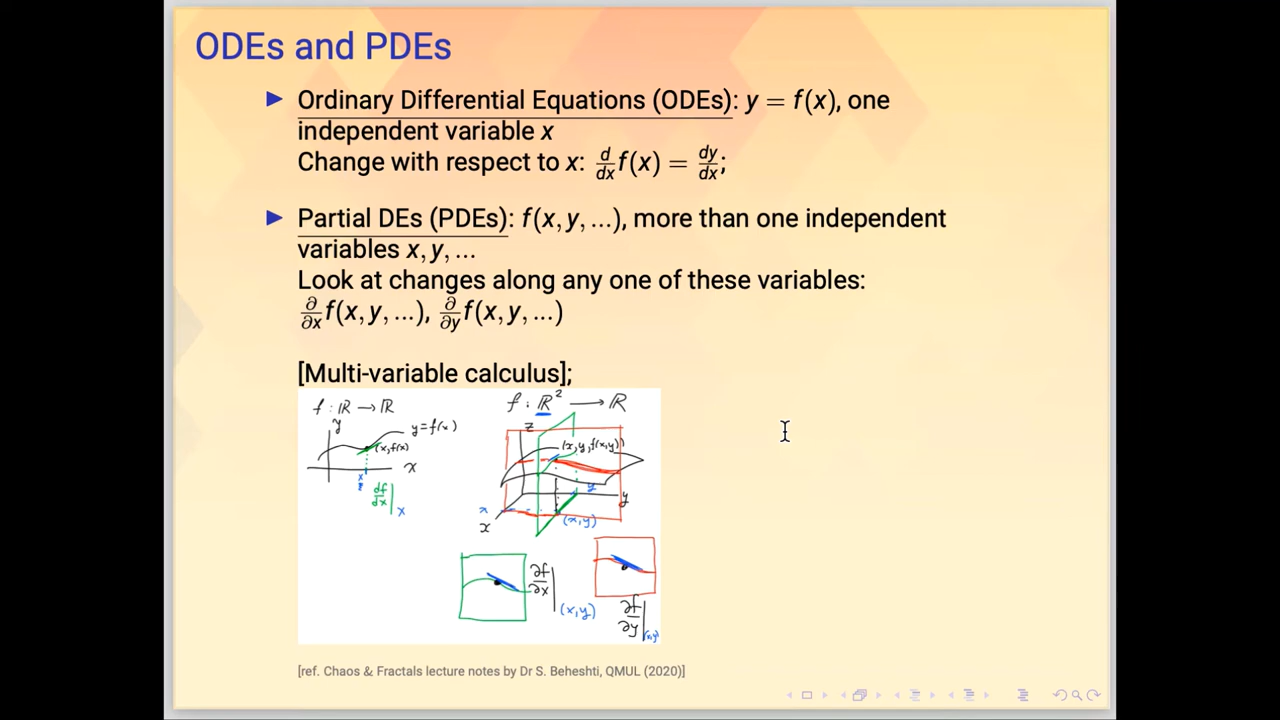 ODEs and PDEs
▶ Ordinary Differential Equations (ODEs): y = f(x), one
independent variable x
Change with respect to x: d/dx f(x) = dy/dx;
▶ Partial DEs (PDEs): f(x, y, ...), more than one independent
variables x, y, ...
Look at changes along any one of these variables:
∂/∂x f(x, y, ...), ∂/∂y f(x, y, ...)
[Multi-variable calculus];
f : ℝ → ℝ
y
y = f(x)
(x, f(x))
x
x
df/dx | x
f : ℝ² → ℝ
z
(x, y, f(x,y))
y
y
x
x
(x, y)
∂f/∂x | (x, y)
∂f/∂y | (x, y)
[ref. Chaos & Fractals lecture notes by Dr S. Beheshti, QMUL (2020)]